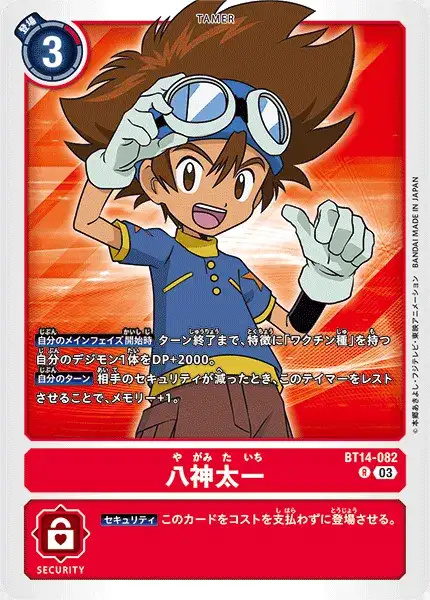 TAMER
登場
3
自分のメインフェイズ開始時 ターン終了まで、特徴に「ワクチン種」を持つ
自分のデジモン1体をDP+2000。
自分のターン 相手のセキュリティが減ったとき、このテイマーをレスト
させることで、メモリー+1。
©本郷あきよし・フジテレビ・東映アニメーション BANDAI MADE IN JAPAN
BT14-082
やがみたいち
八神太一
R 03
セキュリティ このカードをコストを支払わずに登場させる。
SECURITY